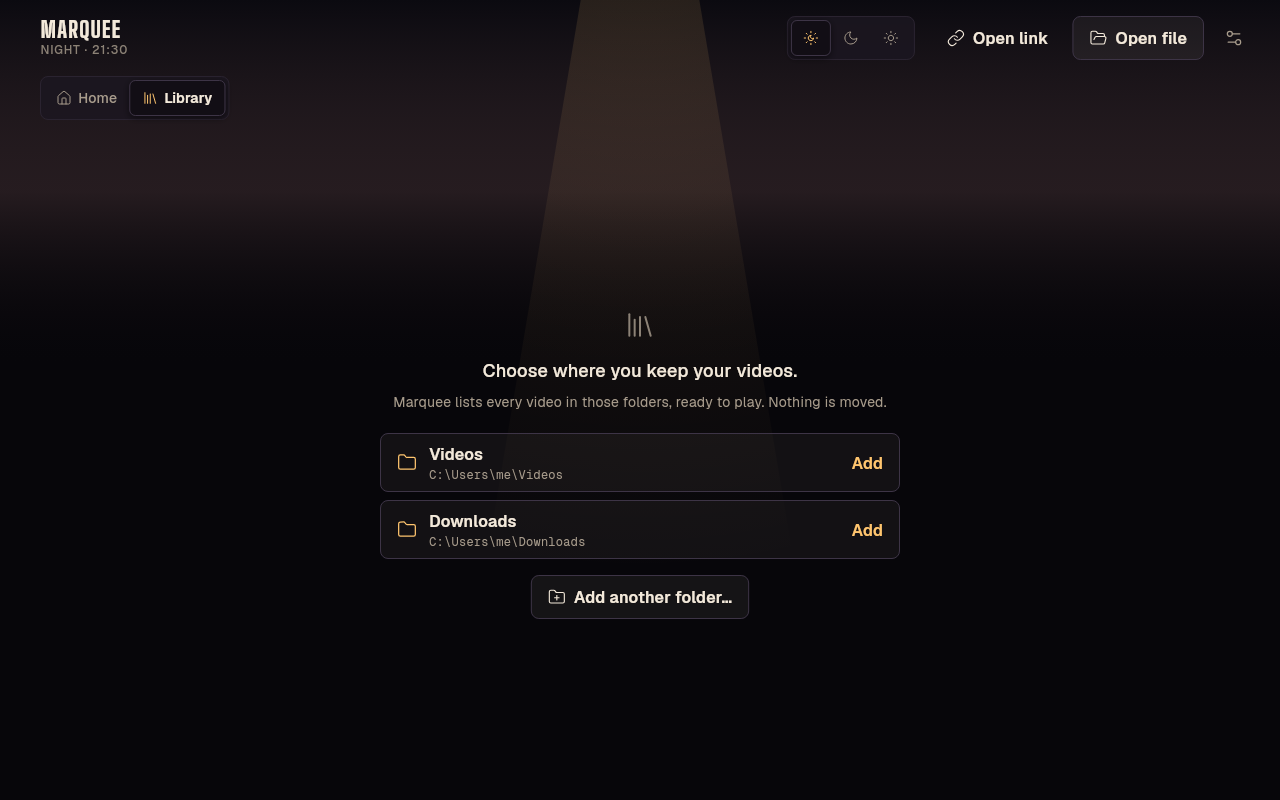 MARQUEE
NIGHT · 21:30
Open link
Open file
Home
Library
Choose where you keep your videos.
Marquee lists every video in those folders, ready to play. Nothing is moved.
Videos
C:\Users\me\Videos
Add
Downloads
C:\Users\me\Downloads
Add
Add another folder...